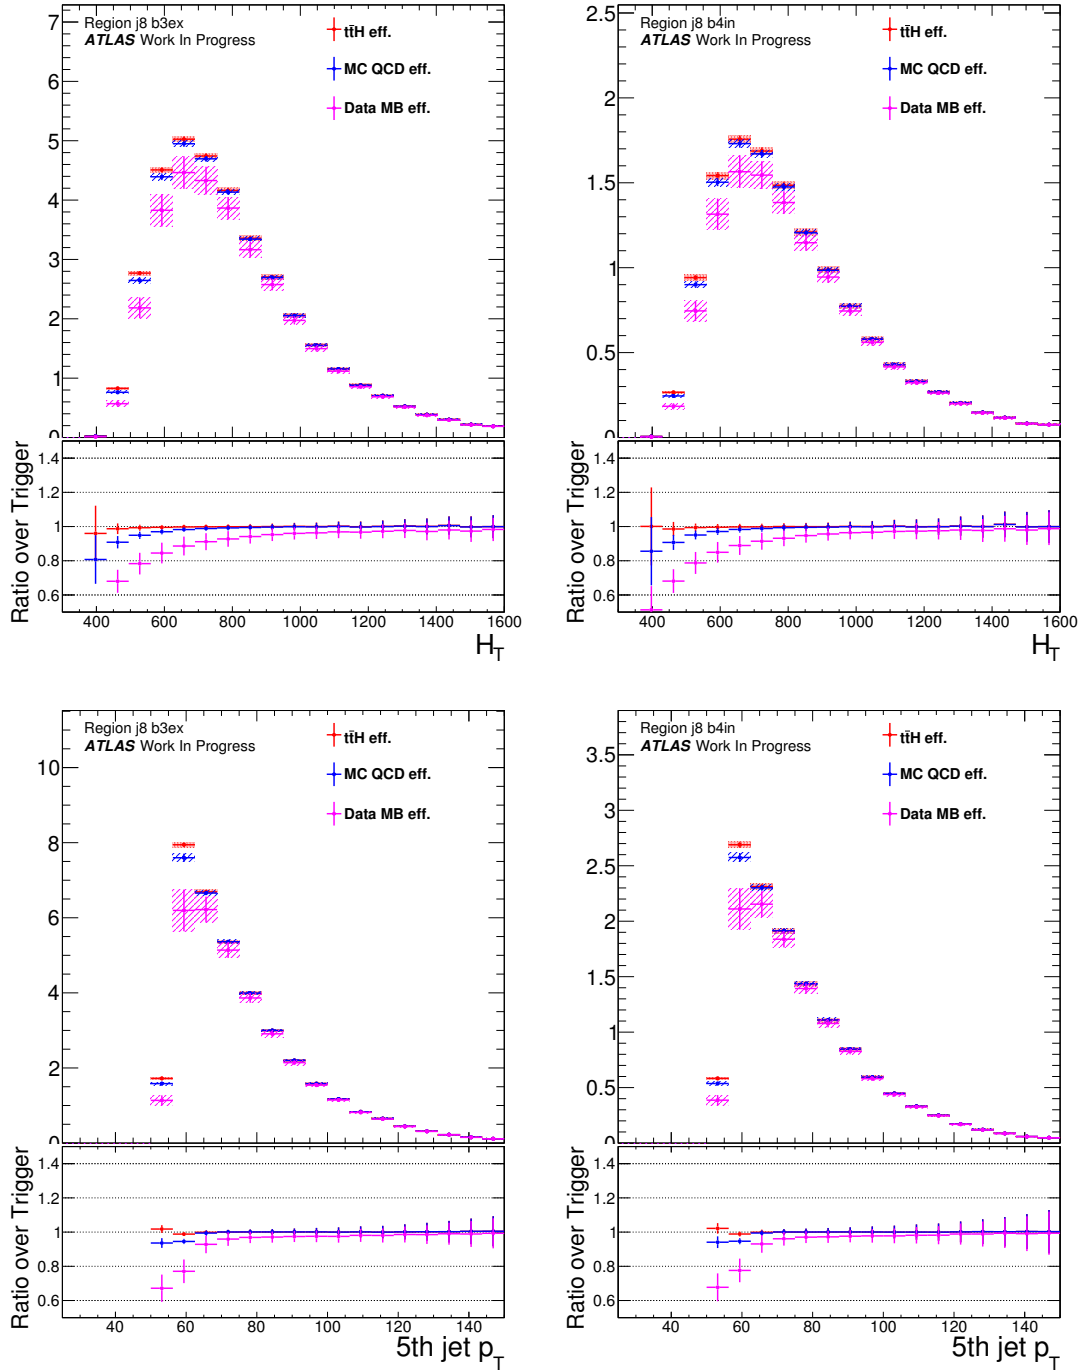 Region j8 b3ex
ATLAS Work In Progress
tt̄H eff.
MC QCD eff.
Data MB eff.
7
6
5
4
3
2
1
0
Ratio over Trigger
1.4
1.2
1
0.8
0.6
400 600 800 1000 1200 1400 1600
H_T
Region j8 b4in
ATLAS Work In Progress
tt̄H eff.
MC QCD eff.
Data MB eff.
2.5
2
1.5
1
0.5
0
Ratio over Trigger
1.4
1.2
1
0.8
0.6
400 600 800 1000 1200 1400 1600
H_T
Region j8 b3ex
ATLAS Work In Progress
tt̄H eff.
MC QCD eff.
Data MB eff.
10
8
6
4
2
0
Ratio over Trigger
1.4
1.2
1
0.8
0.6
40 60 80 100 120 140
5th jet p_T
Region j8 b4in
ATLAS Work In Progress
tt̄H eff.
MC QCD eff.
Data MB eff.
3.5
3
2.5
2
1.5
1
0.5
0
Ratio over Trigger
1.4
1.2
1
0.8
0.6
40 60 80 100 120 140
5th jet p_T